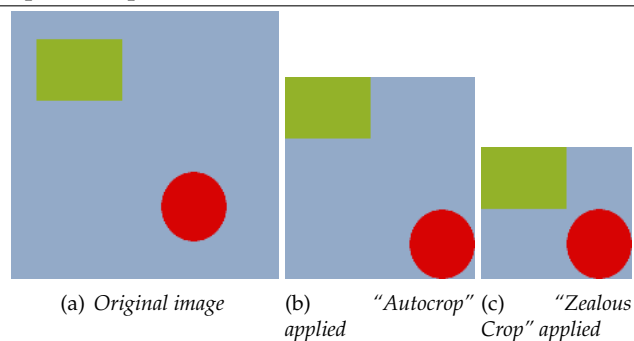 (a) Original image
(b) “Autocrop”
applied
(c) “Zealous
Crop” applied